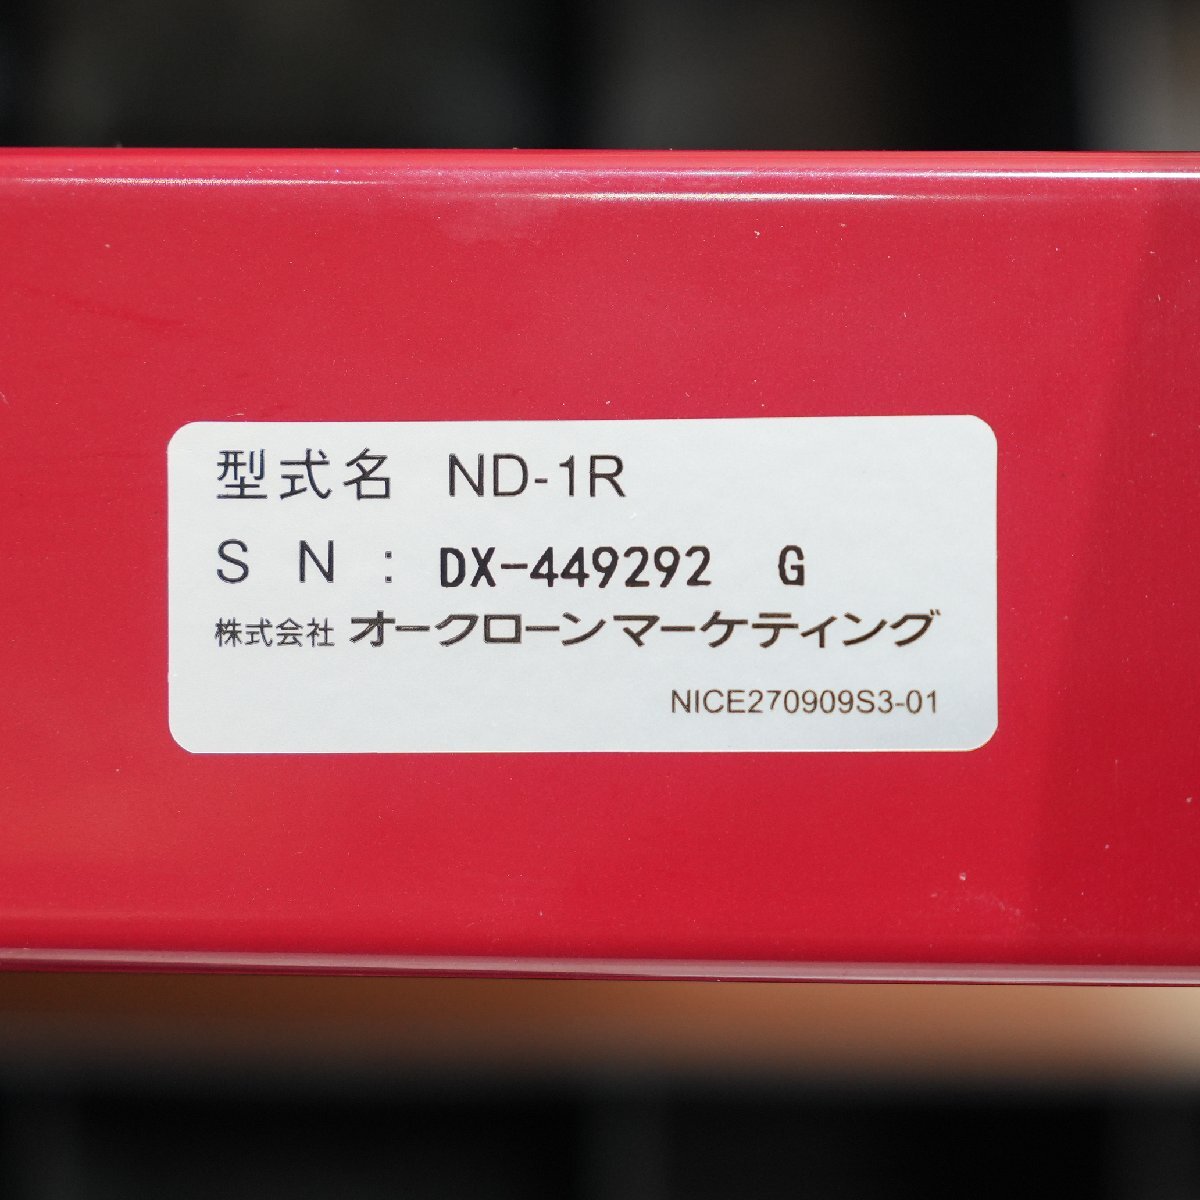 型式名 ND-1R
SN: DX-449292 G
株式会社 オークローンマーケティング
NICE270909S3-01